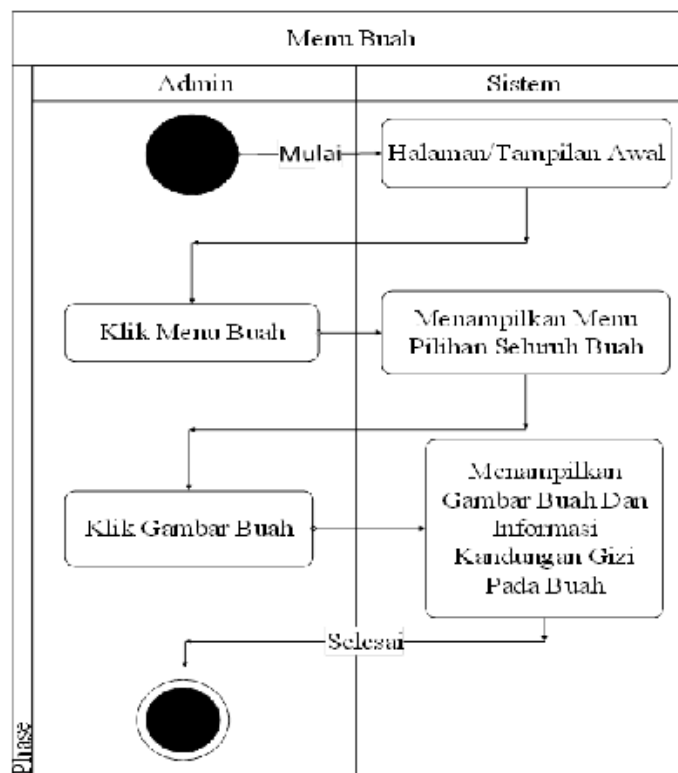 Menu Buah
Admin
Sistem
Mulai
Halaman/Tampilan Awal
Klik Menu Buah
Menampilkan Menu
Pilihan Seluruh Buah
Klik Gambar Buah
Menampilkan
Gambar Buah Dan
Informasi
Kandungan Gizi
Pada Buah
Selesai
Phase